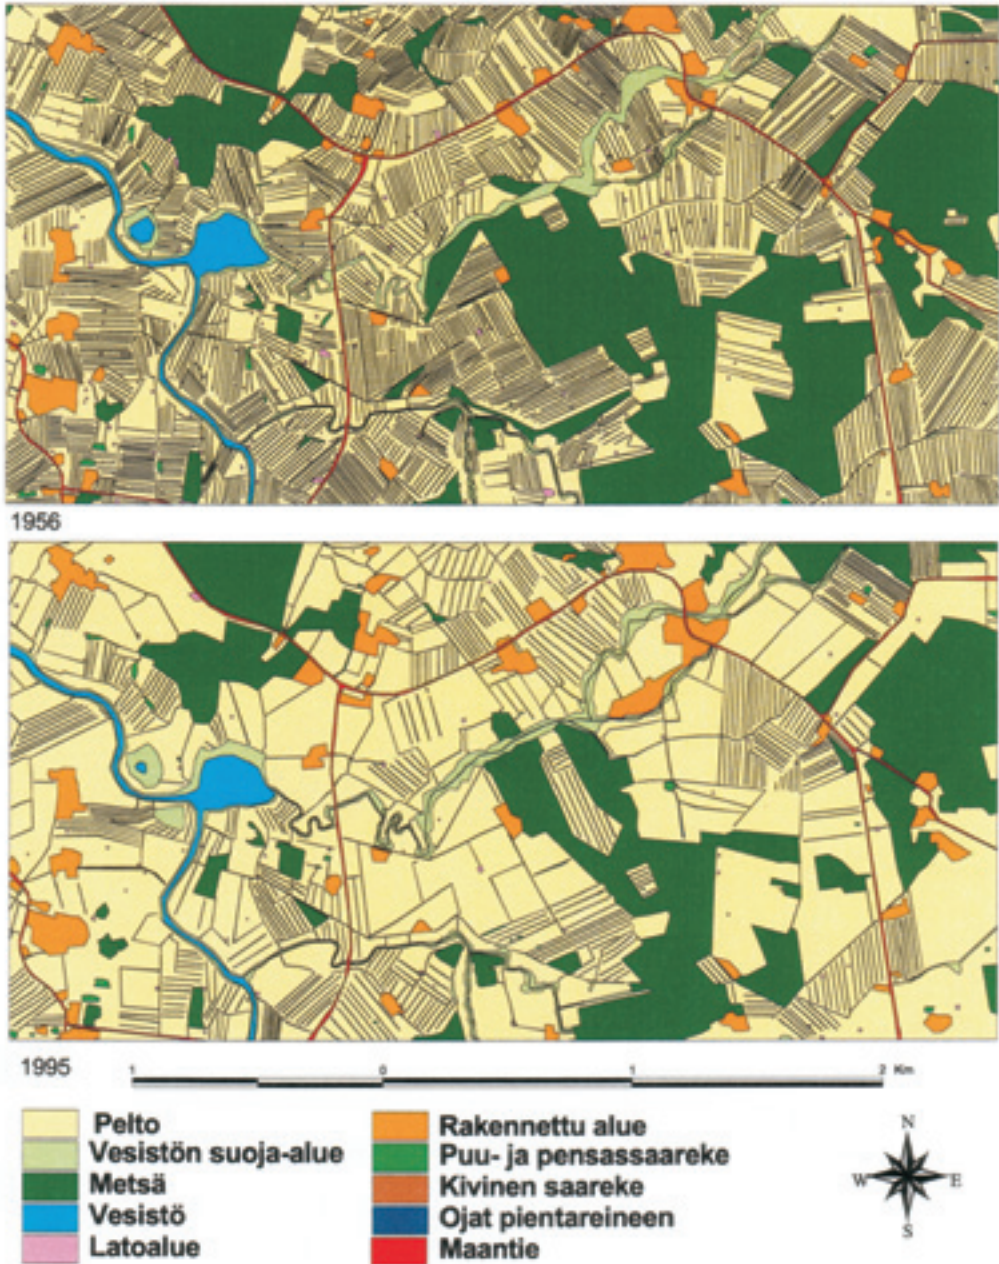 1956
1995
1 0 1 2 Km
Pelto
Vesistön suoja-alue
Metsä
Vesistö
Latoalue
Rakennettu alue
Puu- ja pensassaareke
Kivinen saareke
Ojat pientareineen
Maantie
N
W E
S